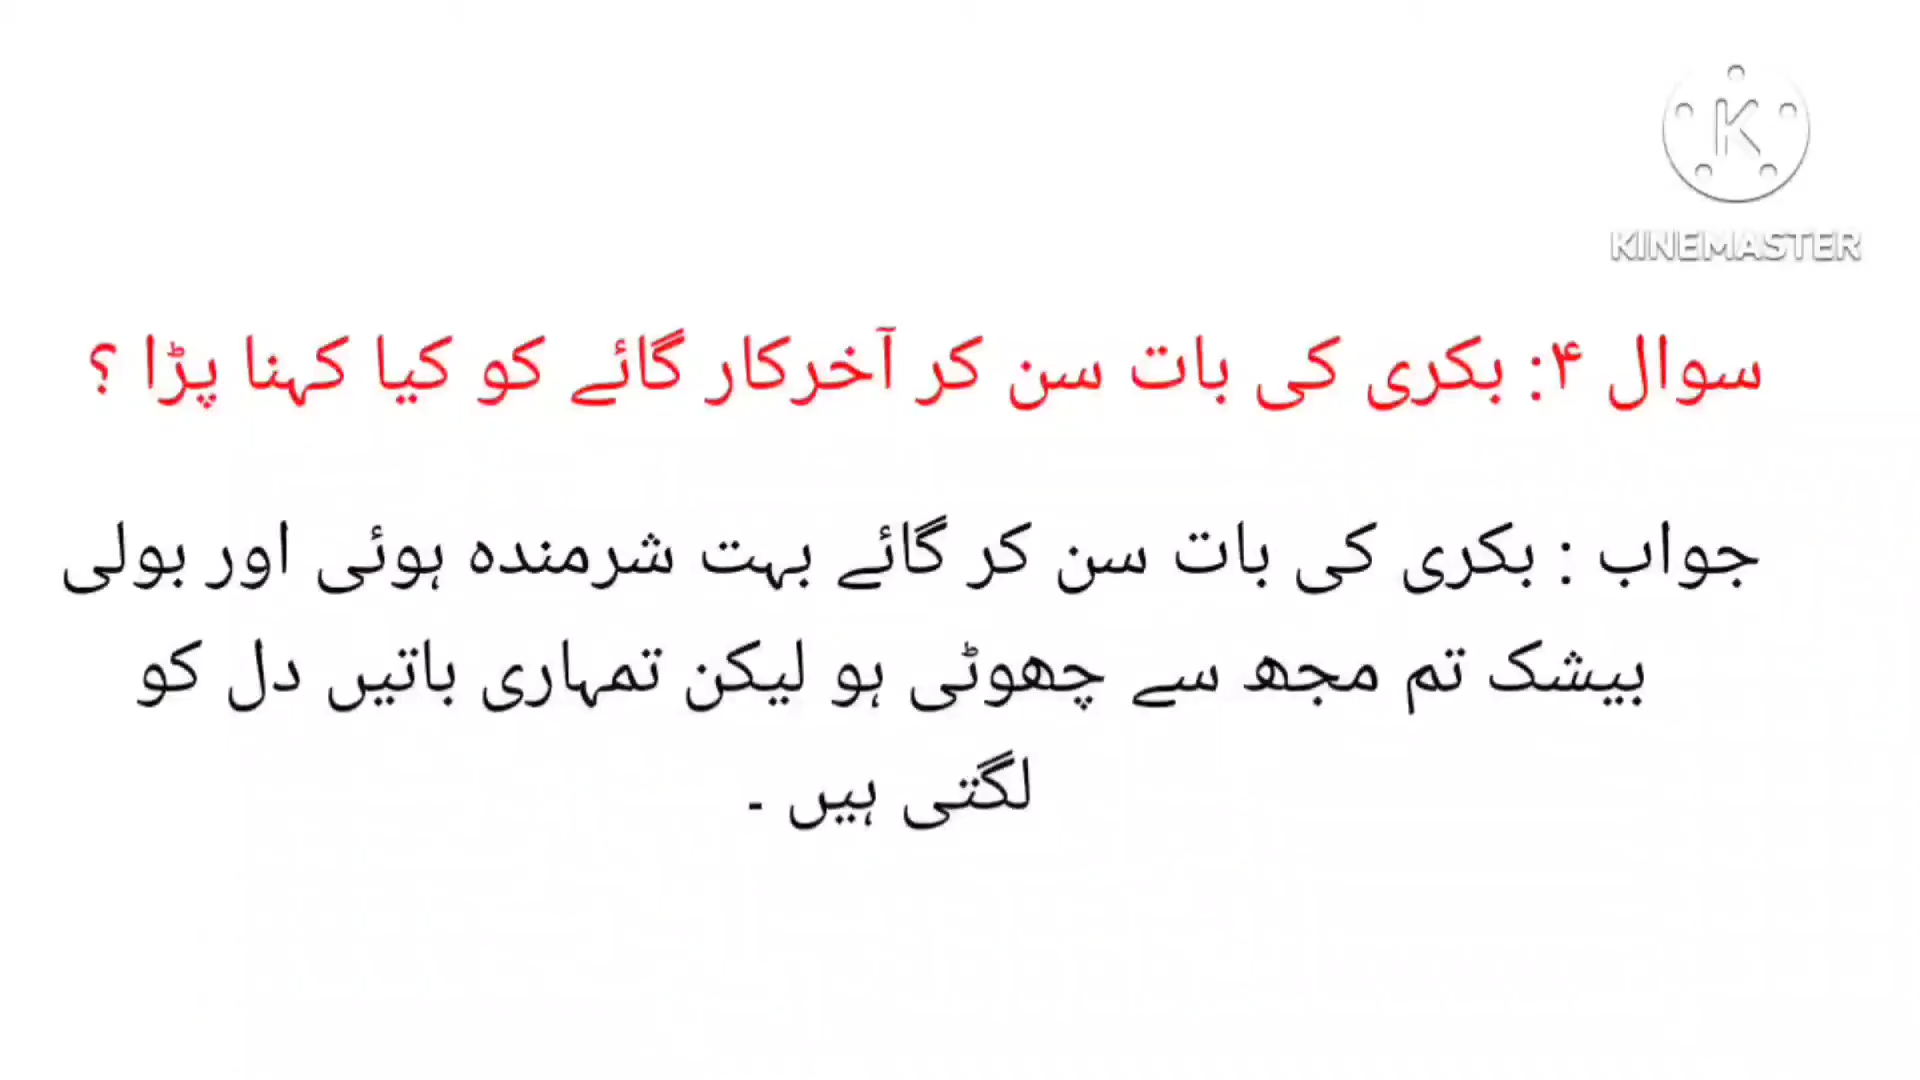 KINEMASTER
سوال ۴: بکری کی بات سن کر آخرکار گائے کو کیا کہنا پڑا ؟
جواب : بکری کی بات سن کر گائے بہت شرمندہ ہوئی اور بولی
بیشک تم مجھ سے چھوٹی ہو لیکن تمہاری باتیں دل کو
لگتی ہیں ۔